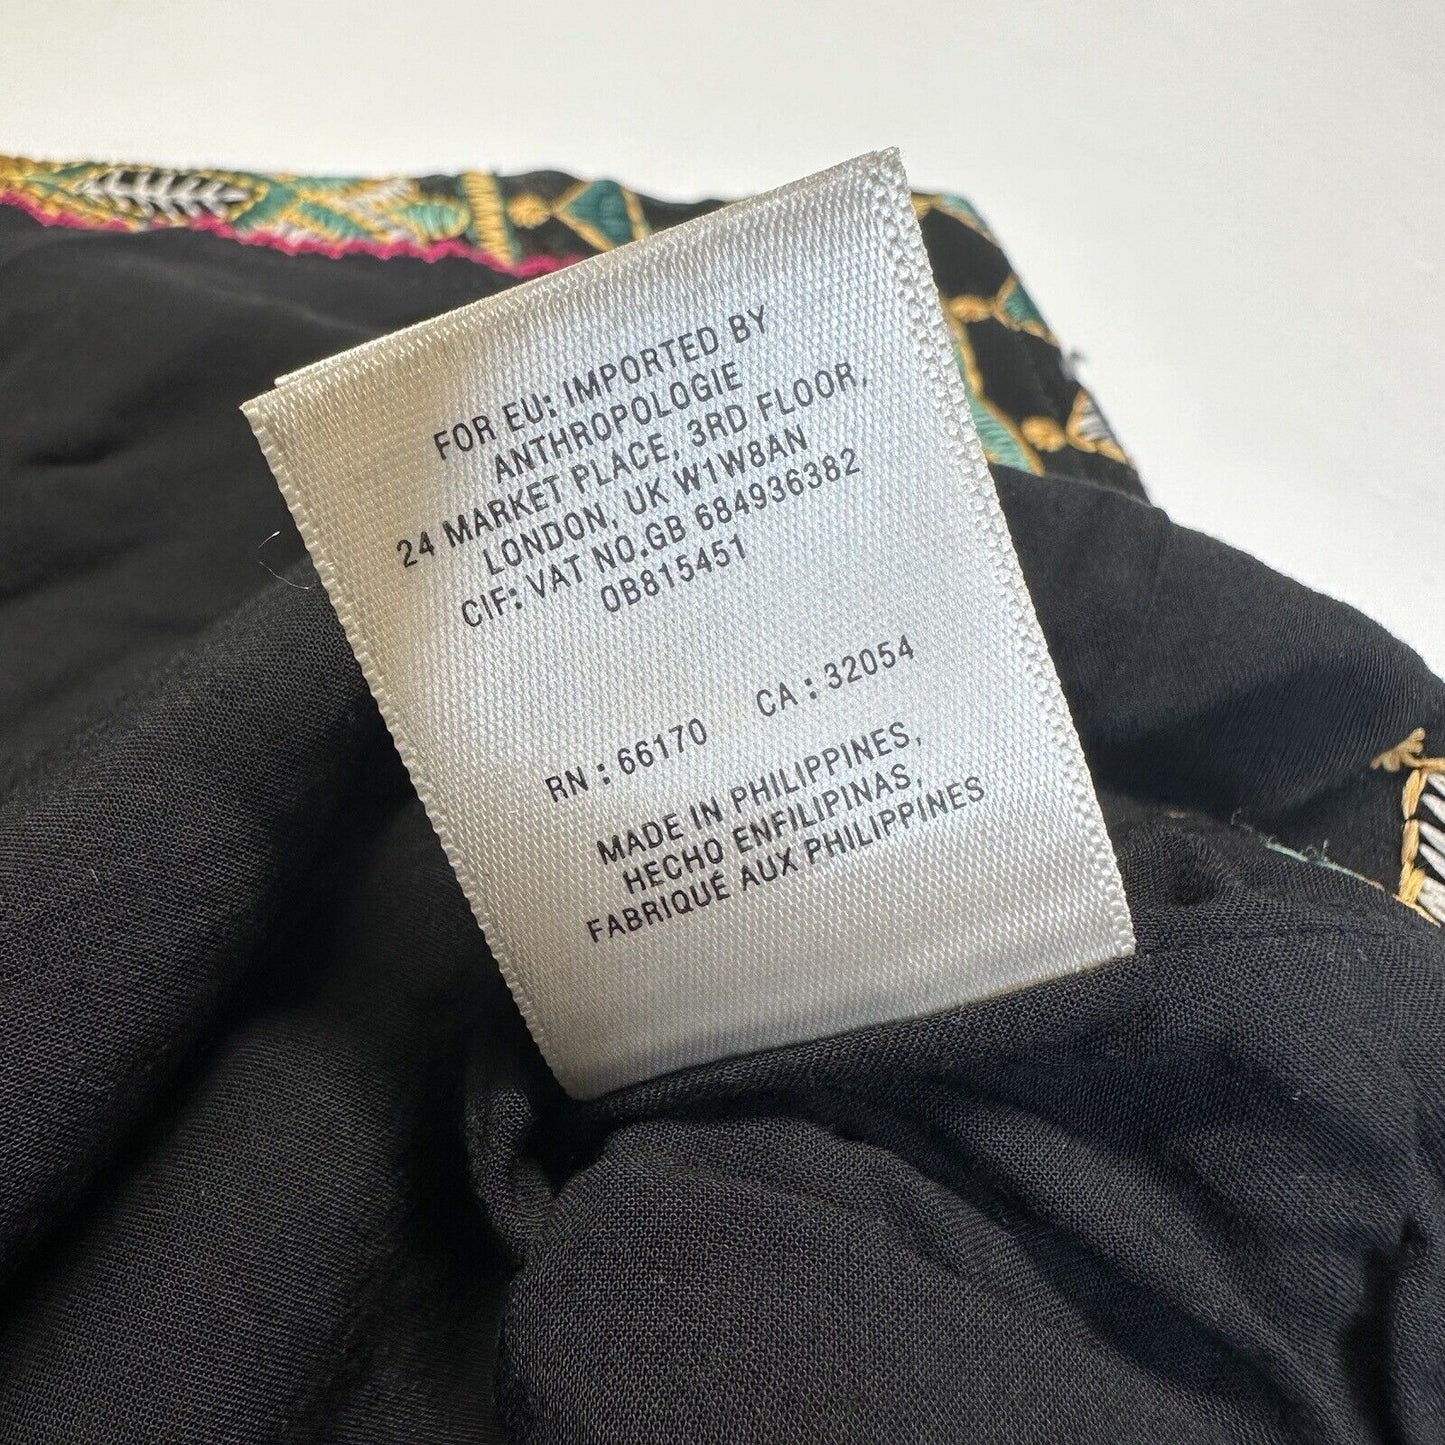 FOR EU: IMPORTED BY
ANTHROPOLOGIE
24 MARKET PLACE, 3RD FLOOR,
LONDON, UK W1W8AN
CIF: VAT NO.GB 684936382
0B815451
RN : 66170 CA : 32054
MADE IN PHILIPPINES,
HECHO ENFILIPINAS,
FABRIQUÉ AUX PHILIPPINES